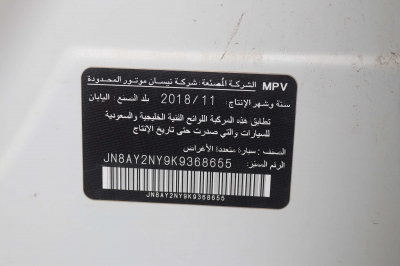 MPV الشركة المصنعة: شركة نيسان موتور المحدودة
سنة وشهر الإنتاج: 2018/11 بلد الصنع: اليابان
تطابق هذه المركبة اللوائح الفنية الخليجية والسعودية
للسيارات والتي صدرت حتى تاريخ الإنتاج
الصنف: سيارة متعددة الأغراض
الرقم المميز:
JN8AY2NY9K9368655
JN8AY2NY9K9368655